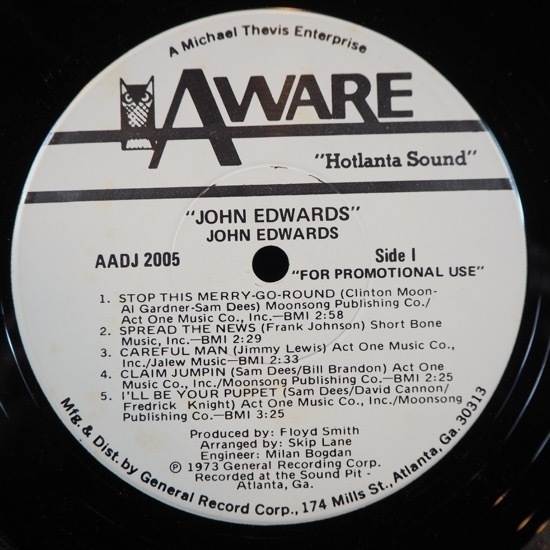 A Michael Thevis Enterprise
AWARE
"Hotlanta Sound"
"JOHN EDWARDS"
JOHN EDWARDS
AADJ 2005
Side I
"FOR PROMOTIONAL USE"
1. STOP THIS MERRY-GO-ROUND (Clinton Moon-
Al Gardner-Sam Dees) Moonsong Publishing Co./
Act One Music Co., Inc.—BMI 2:58
2. SPREAD THE NEWS (Frank Johnson) Short Bone
Music, Inc.—BMI 2:29
3. CAREFUL MAN (Jimmy Lewis) Act One Music Co.,
Inc./Jalew Music—BMI 2:33
4. CLAIM JUMPIN (Sam Dees/Bill Brandon) Act One
Music Co., Inc./Moonsong Publishing Co.—BMI 2:25
5. I'LL BE YOUR PUPPET (Sam Dees/David Cannon/
Fredrick Knight) Act One Music Co., Inc./Moonsong
Publishing Co.—BMI 3:25
Produced by: Floyd Smith
Arranged by: Skip Lane
Engineer: Milan Bogdan
℗ 1973 General Recording Corp.
Recorded at the Sound Pit -
Atlanta, Ga.
Mfg. & Dist. by General Record Corp., 174 Mills St., Atlanta, Ga. 30313